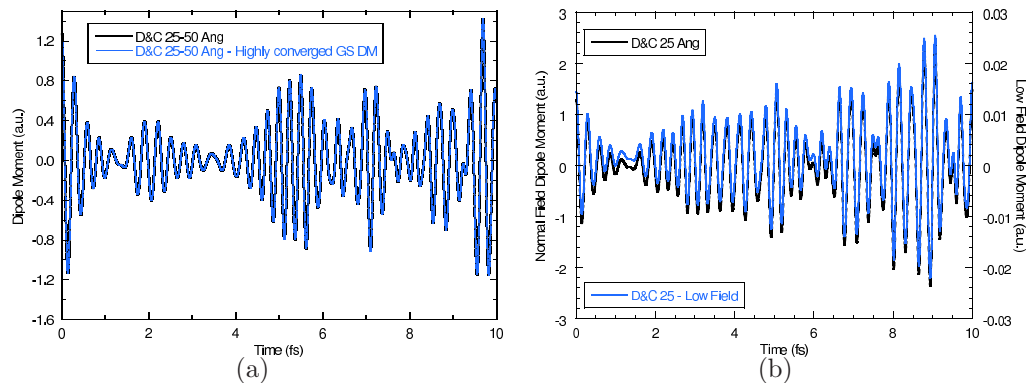 D&C 25-50 Ang
D&C 25-50 Ang - Highly converged GS DM
Dipole Moment (a.u.)
1.2
0.8
0.4
0.0
-0.4
-0.8
-1.2
-1.6
0 2 4 6 8 10
Time (fs)
(a)
D&C 25 Ang
D&C 25 - Low Field
Normal Field Dipole Moment (a.u.)
3
2
1
0
-1
-2
-3
0 2 4 6 8 10
Time (fs)
0.03
0.02
0.01
0
-0.01
-0.02
-0.03
Low Field Dipole Moment (a.u.)
(b)